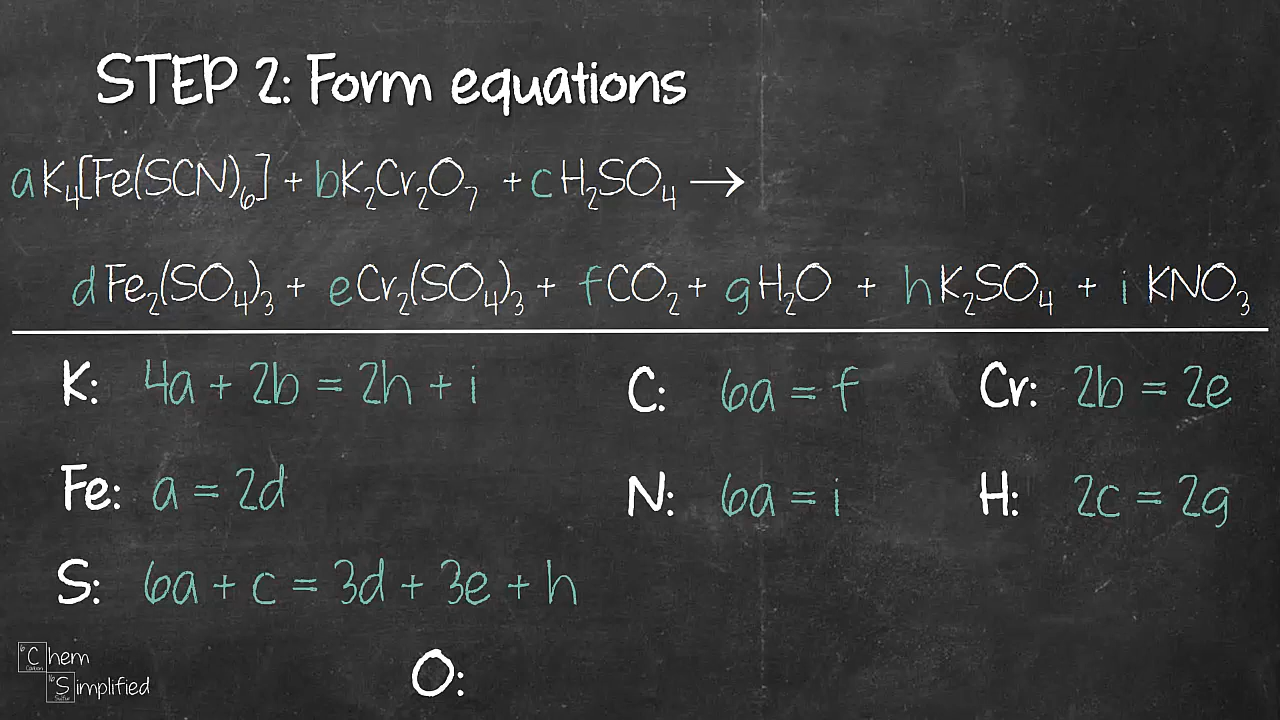 STEP 2: Form equations
aK₄[Fe(SCN)₆] + bK₂Cr₂O₇ + cH₂SO₄ →
dFe₂(SO₄)₃ + eCr₂(SO₄)₃ + fCO₂ + gH₂O + hK₂SO₄ + iKNO₃
K: 4a + 2b = 2h + i C: 6a = f Cr: 2b = 2e
Fe: a = 2d N: 6a = i H: 2c = 2g
S: 6a + c = 3d + 3e + h
O:
Chem
Simplified